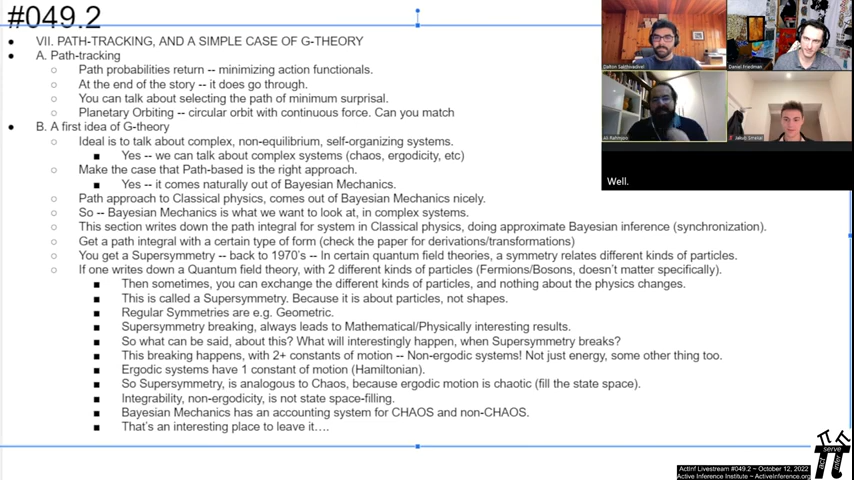 #049.2
● VII. PATH-TRACKING, AND A SIMPLE CASE OF G-THEORY
● A. Path-tracking
○ Path probabilities return -- minimizing action functionals.
○ At the end of the story -- it does go through.
○ You can talk about selecting the path of minimum surprisal.
○ Planetary Orbiting -- circular orbit with continuous force. Can you match
● B. A first idea of G-theory
○ Ideal is to talk about complex, non-equilibrium, self-organizing systems.
■ Yes -- we can talk about complex systems (chaos, ergodicity, etc)
○ Make the case that Path-based is the right approach.
■ Yes -- it comes naturally out of Bayesian Mechanics.
○ Path approach to Classical physics, comes out of Bayesian Mechanics nicely.
○ So -- Bayesian Mechanics is what we want to look at, in complex systems.
○ This section writes down the path integral for system in Classical physics, doing approximate Bayesian inference (synchronization).
○ Get a path integral with a certain type of form (check the paper for derivations/transformations)
○ You get a Supersymmetry -- back to 1970's -- In certain quantum field theories, a symmetry relates different kinds of particles.
○ If one writes down a Quantum field theory, with 2 different kinds of particles (Fermions/Bosons, doesn't matter specifically).
■ Then sometimes, you can exchange the different kinds of particles, and nothing about the physics changes.
■ This is called a Supersymmetry. Because it is about particles, not shapes.
■ Regular Symmetries are e.g. Geometric.
■ Supersymmetry breaking, always leads to Mathematical/Physically interesting results.
■ So what can be said, about this? What will interestingly happen, when Supersymmetry breaks?
■ This breaking happens, with 2+ constants of motion -- Non-ergodic systems! Not just energy, some other thing too.
■ Ergodic systems have 1 constant of motion (Hamiltonian).
■ So Supersymmetry, is analogous to Chaos, because ergodic motion is chaotic (fill the state space).
■ Integrability, non-ergodicity, is not state space-filling.
■ Bayesian Mechanics has an accounting system for CHAOS and non-CHAOS.
■ That's an interesting place to leave it….
Dalton Sakthivadivel
Daniel Friedman
Ali Rahmjoo
Jakub Smékal
Well.
act
serve
infer
ActInf Livestream #049.2 ~ October 12, 2022
Active Inference Institute ~ ActiveInference.org